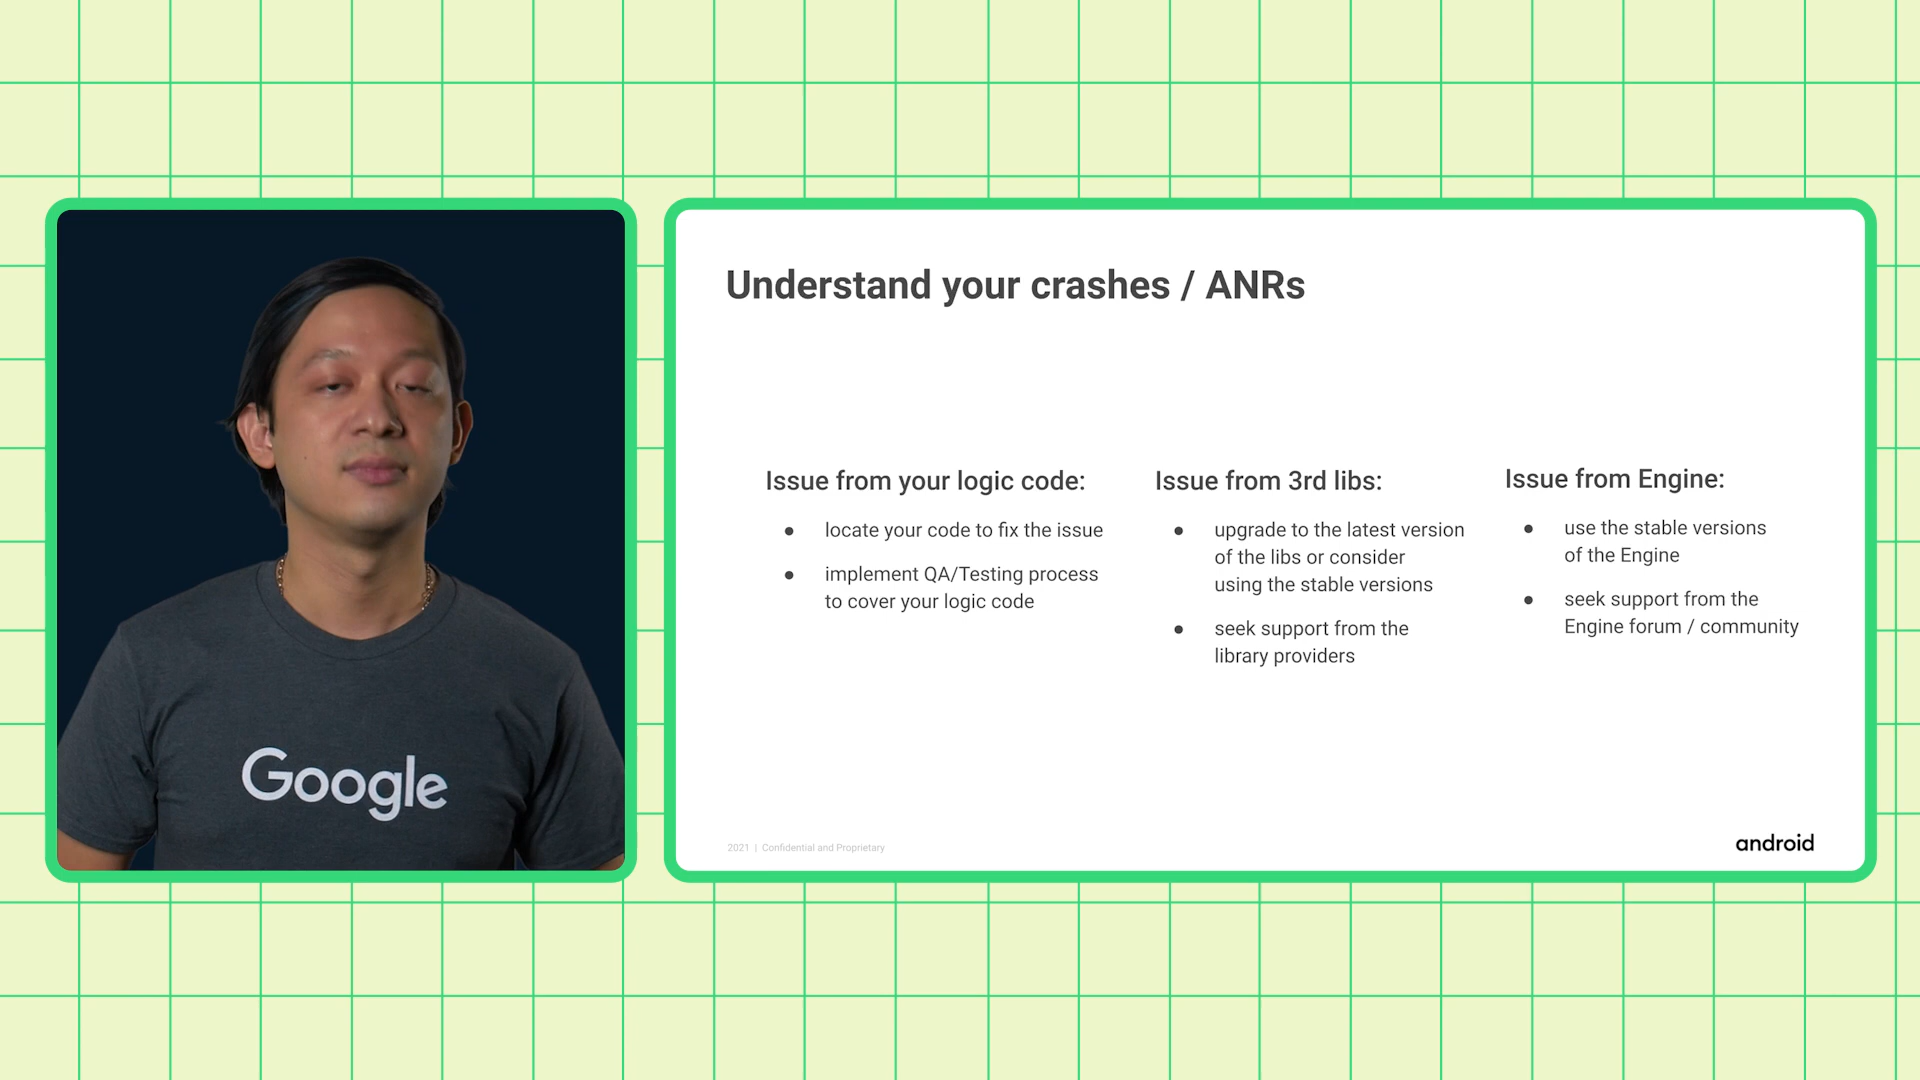 Understand your crashes / ANRs
Issue from your logic code:
● locate your code to fix the issue
● implement QA/Testing process
to cover your logic code
Issue from 3rd libs:
● upgrade to the latest version
of the libs or consider
using the stable versions
● seek support from the
library providers
Issue from Engine:
● use the stable versions
of the Engine
● seek support from the
Engine forum / community
Google
2021 | Confidential and Proprietary
android